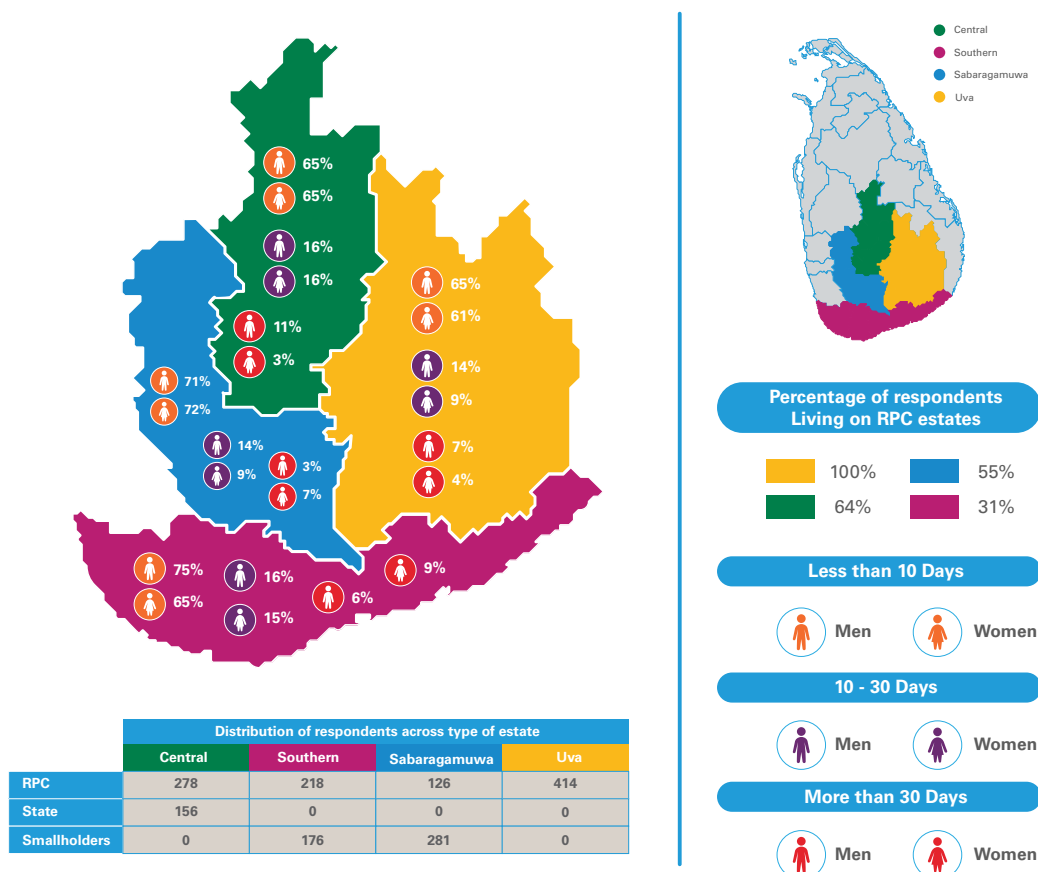 65%
65%
16%
16%
11%
3%
65%
61%
14%
9%
7%
4%
71%
72%
14%
9%
3%
7%
75%
65%
16%
15%
6%
9%
Distribution of respondents across type of estate
Central Southern Sabaragamuwa Uva
RPC 278 218 126 414
State 156 0 0 0
Smallholders 0 176 281 0
Central
Southern
Sabaragamuwa
Uva
Percentage of respondents
Living on RPC estates
100% 55%
64% 31%
Less than 10 Days
Men Women
10 - 30 Days
Men Women
More than 30 Days
Men Women